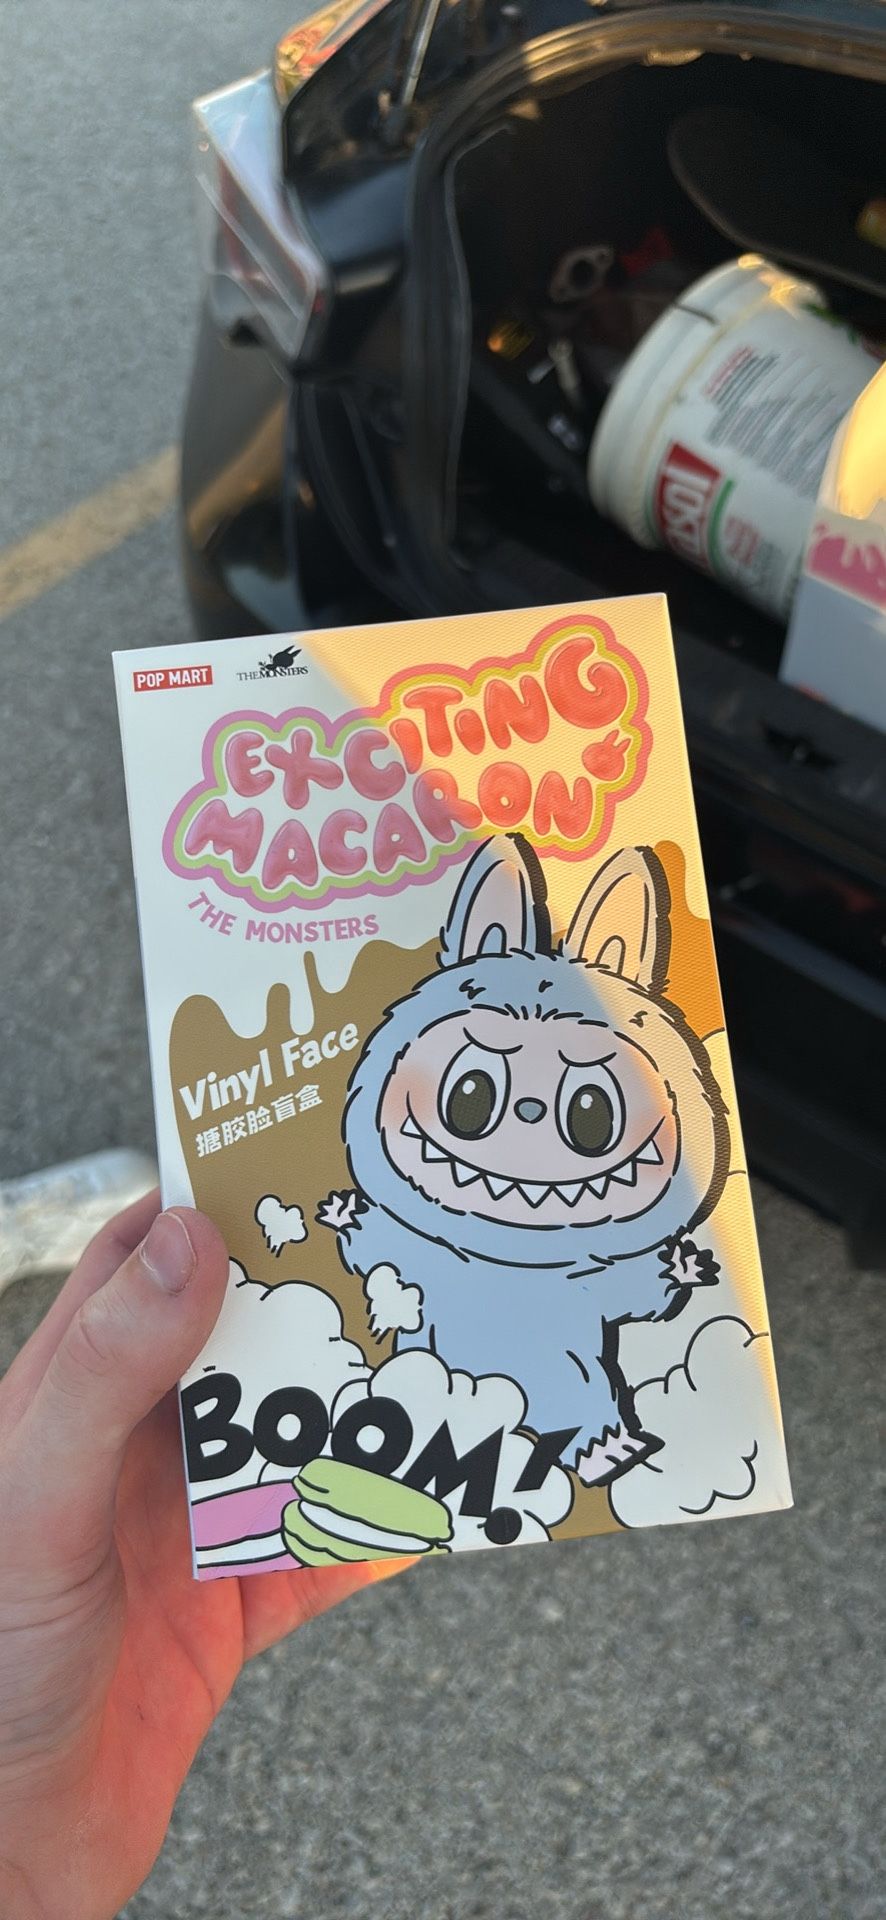 POP MART
THE MONSTERS
EXCITING
MACARON
THE MONSTERS
Vinyl Face
搪胶脸盲盒
BOOM!